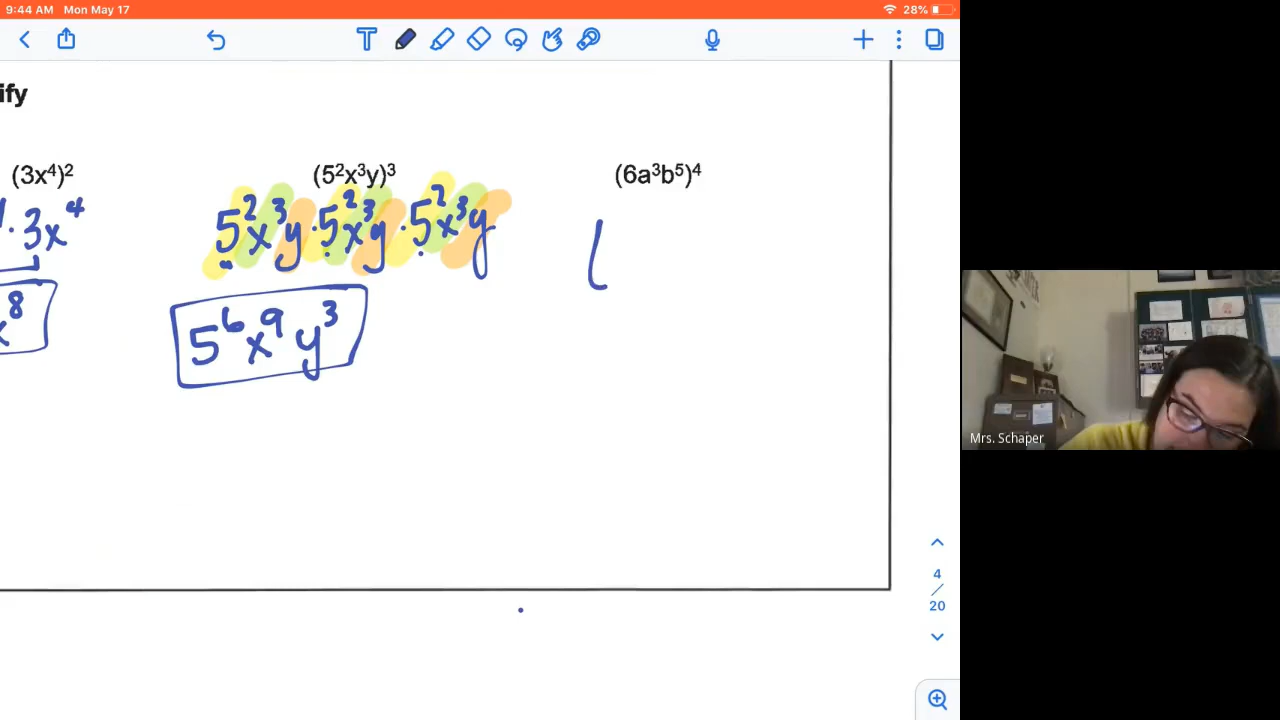 9:44 AM Mon May 17
28%
ify
(3x⁴)²
· 3x⁴
x⁸
(5²x³y)³
5²x³y · 5²x³y · 5²x³y
5⁶x⁹y³
(6a³b⁵)⁴
(
Mrs. Schaper
4
/
20